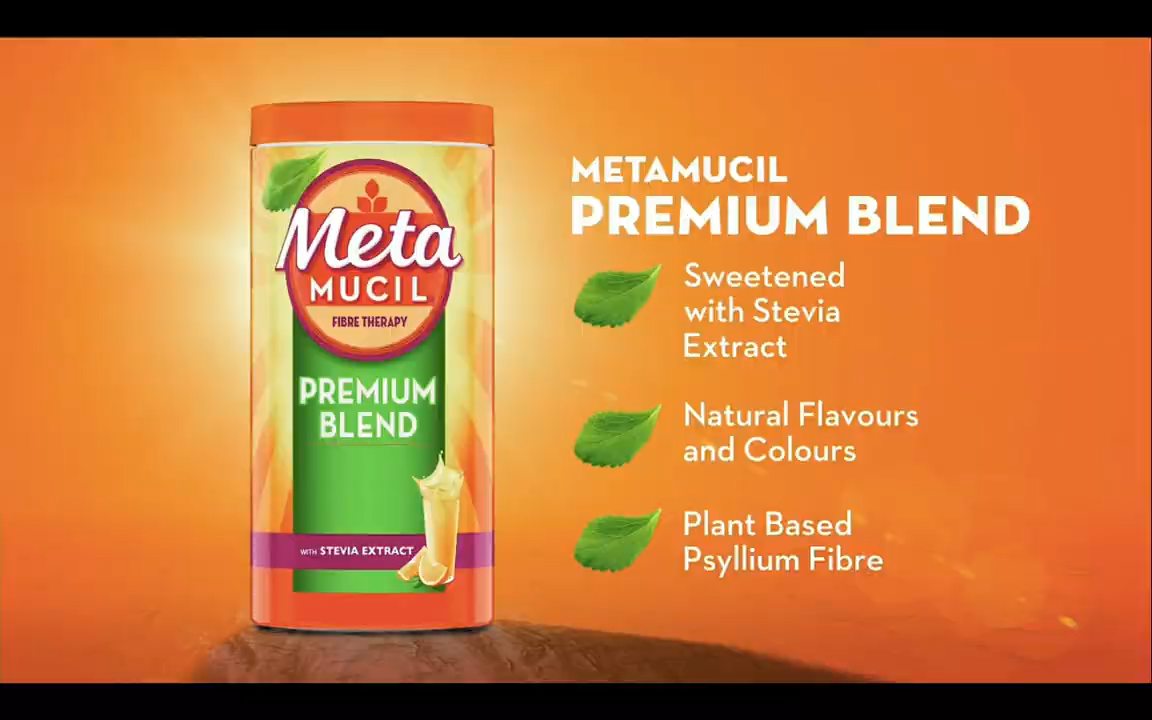 Meta
MUCIL
FIBRE THERAPY
PREMIUM
BLEND
WITH STEVIA EXTRACT
METAMUCIL
PREMIUM BLEND
Sweetened
with Stevia
Extract
Natural Flavours
and Colours
Plant Based
Psyllium Fibre